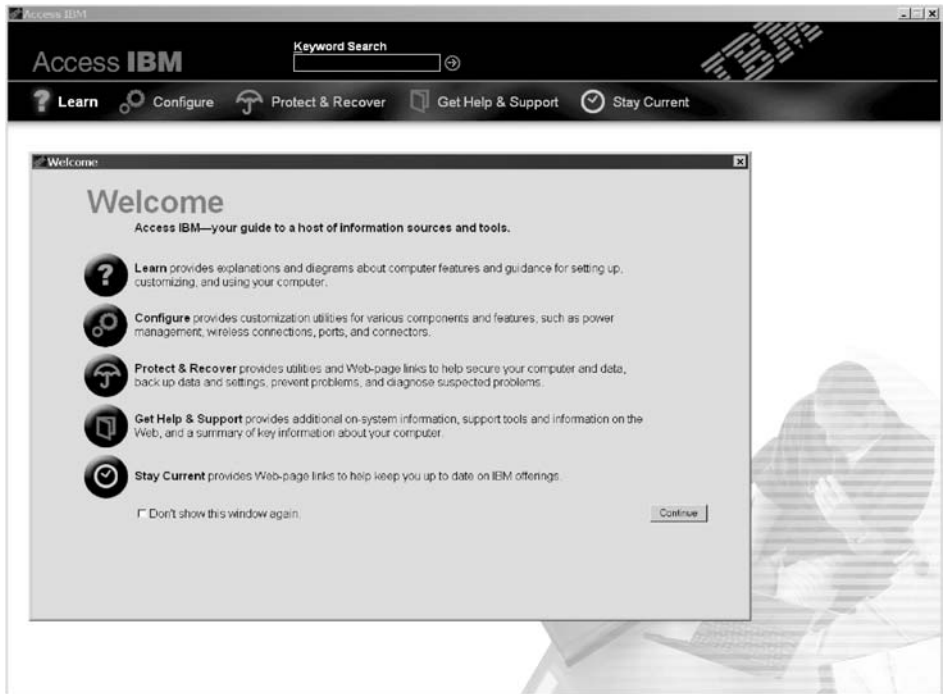 Access IBM
Keyword Search
Access IBM
IBM
Learn Configure Protect & Recover Get Help & Support Stay Current
Welcome
Welcome
Access IBM—your guide to a host of information sources and tools.
Learn provides explanations and diagrams about computer features and guidance for setting up,
customizing, and using your computer.
Configure provides customization utilities for various components and features, such as power
management, wireless connections, ports, and connectors.
Protect & Recover provides utilities and Web-page links to help secure your computer and data,
back up data and settings, prevent problems, and diagnose suspected problems.
Get Help & Support provides additional on-system information, support tools and information on the
Web, and a summary of key information about your computer.
Stay Current provides Web-page links to help keep you up to date on IBM offerings.
Don't show this window again.
Continue